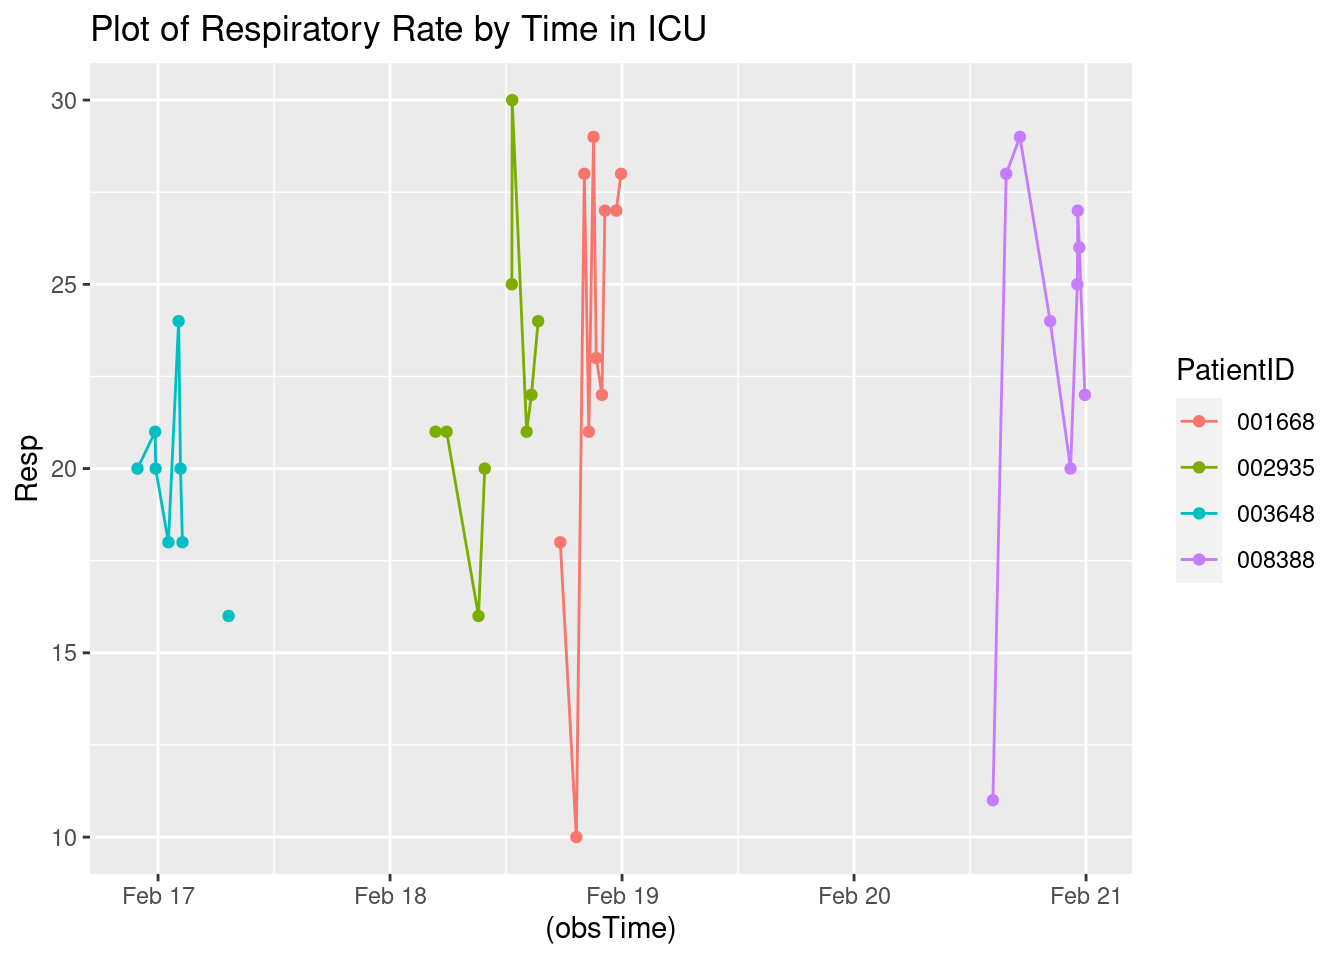 Plot of Respiratory Rate by Time in ICU
30
25
20
15
10
Resp
Feb 17
Feb 18
Feb 19
Feb 20
Feb 21
(obsTime)
PatientID
001668
002935
003648
008388